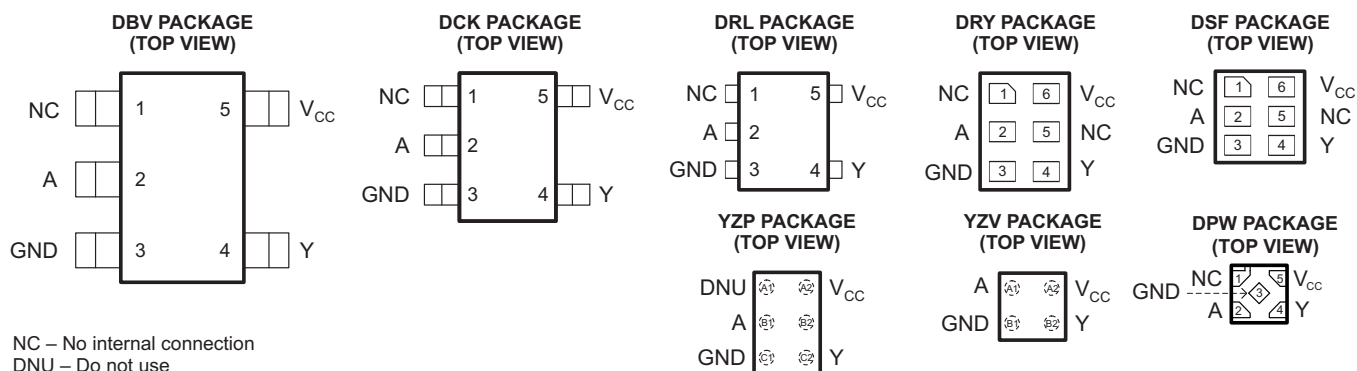 DBV PACKAGE
(TOP VIEW)
NC 1 5 VCC
A 2
GND 3 4 Y
DCK PACKAGE
(TOP VIEW)
NC 1 5 VCC
A 2
GND 3 4 Y
DRL PACKAGE
(TOP VIEW)
NC 1 5 VCC
A 2
GND 3 4 Y
DRY PACKAGE
(TOP VIEW)
NC 1 6 VCC
A 2 5 NC
GND 3 4 Y
DSF PACKAGE
(TOP VIEW)
NC 1 6 VCC
A 2 5 NC
GND 3 4 Y
YZP PACKAGE
(TOP VIEW)
DNU A1 A2 VCC
A B1 B2
GND C1 C2 Y
YZV PACKAGE
(TOP VIEW)
A A1 A2 VCC
GND B1 B2 Y
DPW PACKAGE
(TOP VIEW)
NC 1 5 VCC
GND 3
A 2 4 Y
NC – No internal connection
DNU – Do not use